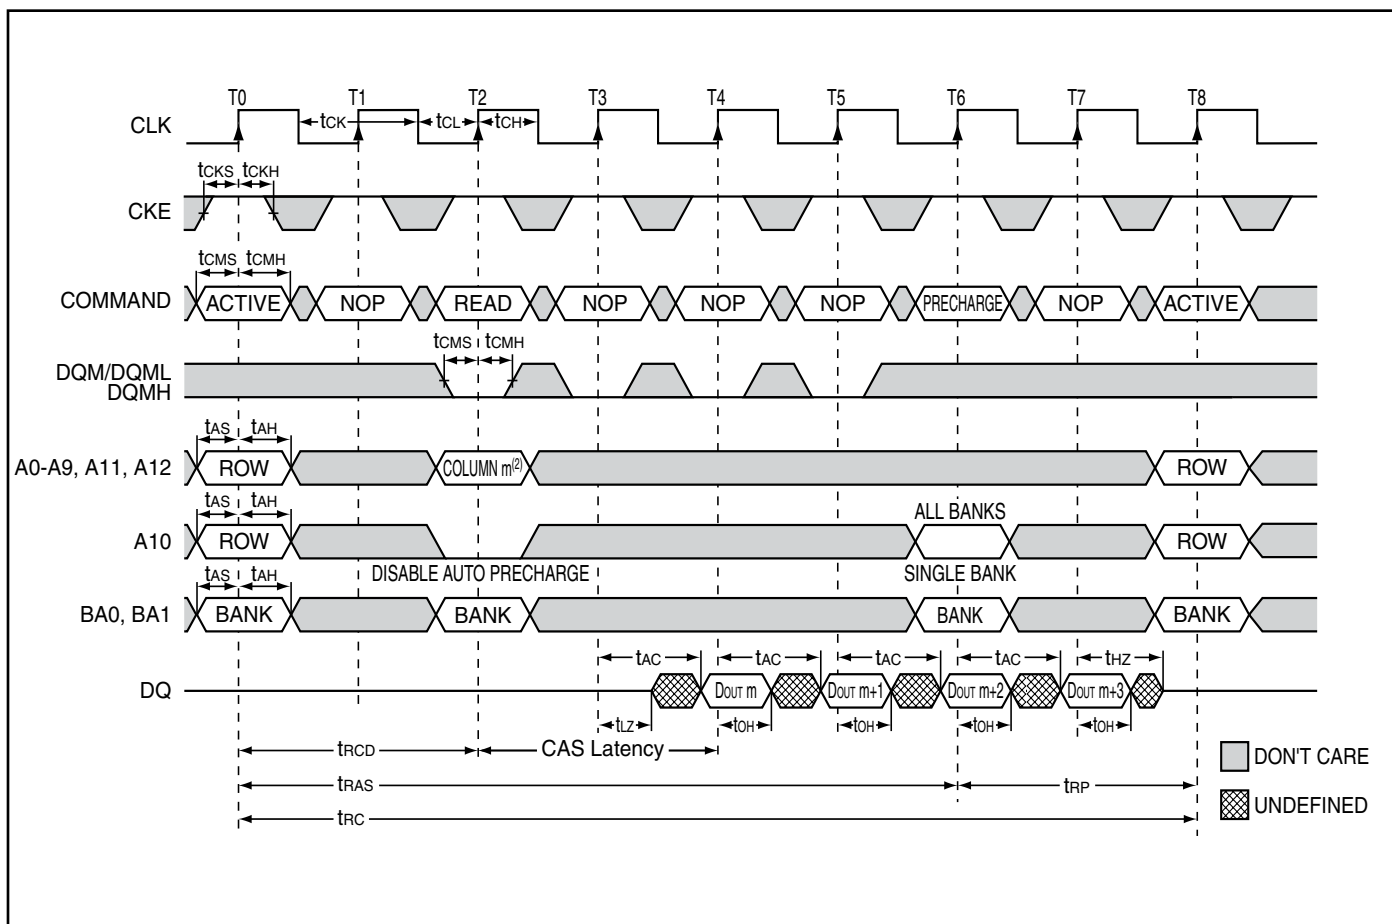 T0 T1 T2 T3 T4 T5 T6 T7 T8
CLK tCK tCL tCH
tCKS tCKH
CKE
tCMS tCMH
COMMAND ACTIVE NOP READ NOP NOP NOP PRECHARGE NOP ACTIVE
tCMS tCMH
DQM/DQML
DQMH
tAS tAH
A0-A9, A11, A12 ROW COLUMN m(2) ROW
tAS tAH ALL BANKS
A10 ROW ROW
DISABLE AUTO PRECHARGE SINGLE BANK
tAS tAH
BA0, BA1 BANK BANK BANK BANK
tAC tAC tAC tAC tHZ
DQ DOUT m DOUT m+1 DOUT m+2 DOUT m+3
tLZ tOH tOH tOH tOH
tRCD CAS Latency
DON'T CARE
tRAS tRP
UNDEFINED
tRC